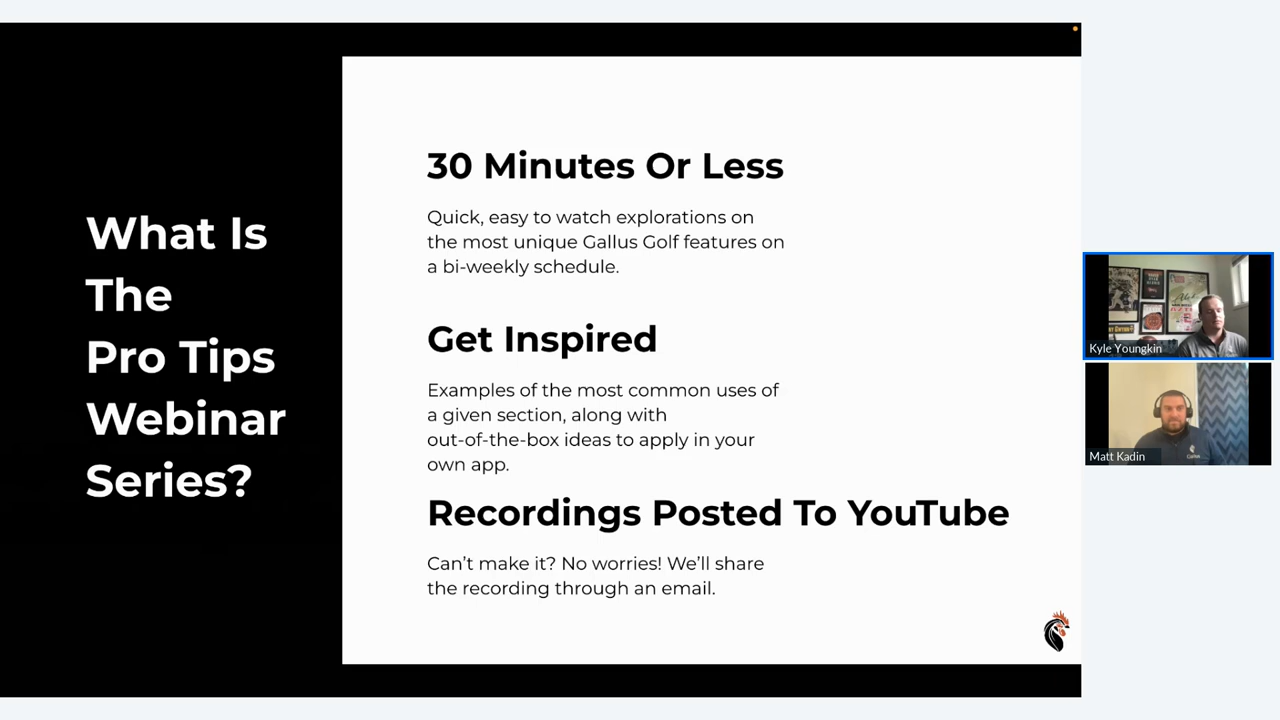 What Is
The
Pro Tips
Webinar
Series?
30 Minutes Or Less
Quick, easy to watch explorations on
the most unique Gallus Golf features on
a bi-weekly schedule.
Get Inspired
Examples of the most common uses of
a given section, along with
out-of-the-box ideas to apply in your
own app.
Recordings Posted To YouTube
Can't make it? No worries! We'll share
the recording through an email.
Kyle Youngkin
Matt Kadin